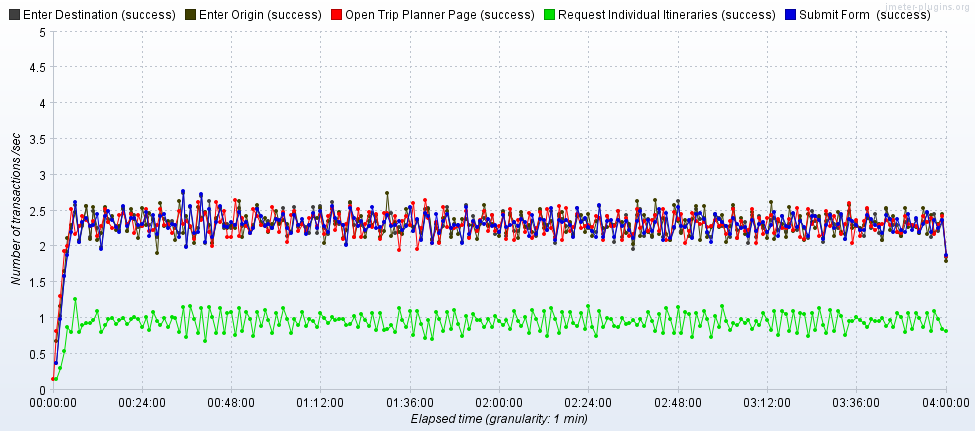 jmeter-plugins.org
Enter Destination (success) Enter Origin (success) Open Trip Planner Page (success) Request Individual Itineraries (success) Submit Form (success)
5
4.5
4
3.5
3
2.5
2
1.5
1
0.5
0
Number of transactions /sec
00:00:00 00:24:00 00:48:00 01:12:00 01:36:00 02:00:00 02:24:00 02:48:00 03:12:00 03:36:00 04:00:00
Elapsed time (granularity: 1 min)